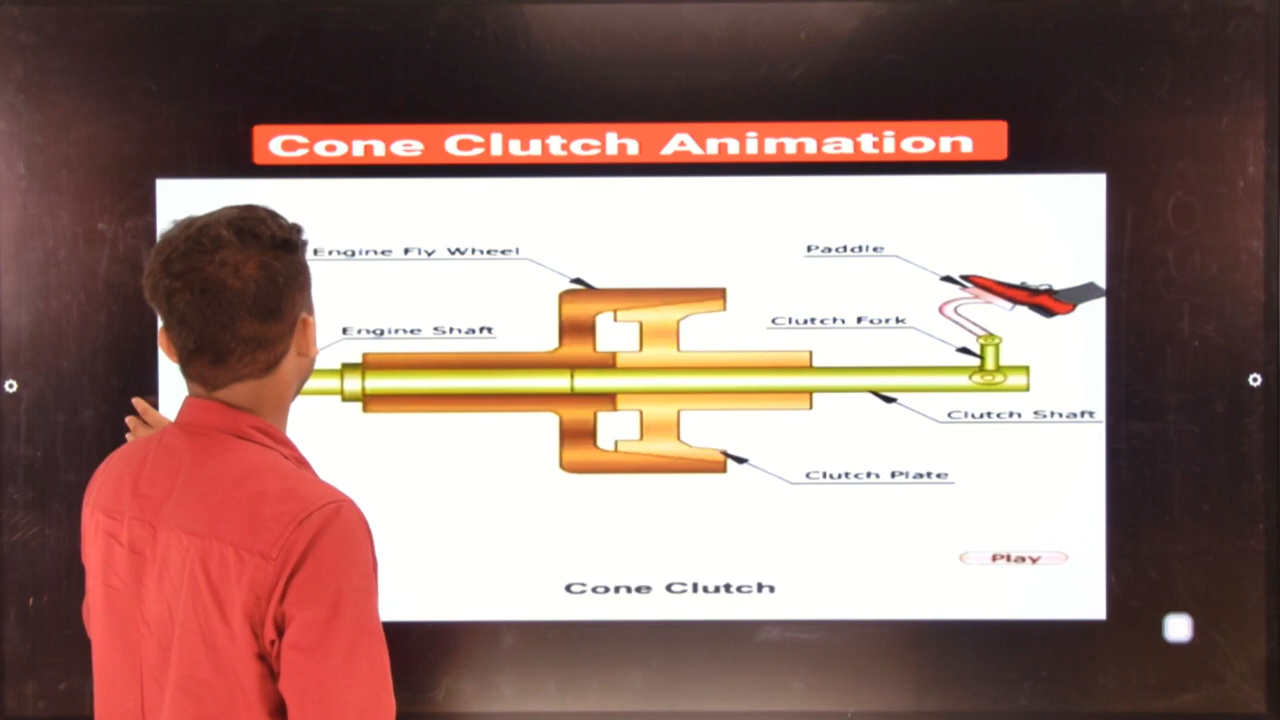 Cone Clutch Animation
Engine Fly Wheel
Paddle
Clutch Fork
Engine Shaft
Clutch Shaft
Clutch Plate
Play
Cone Clutch